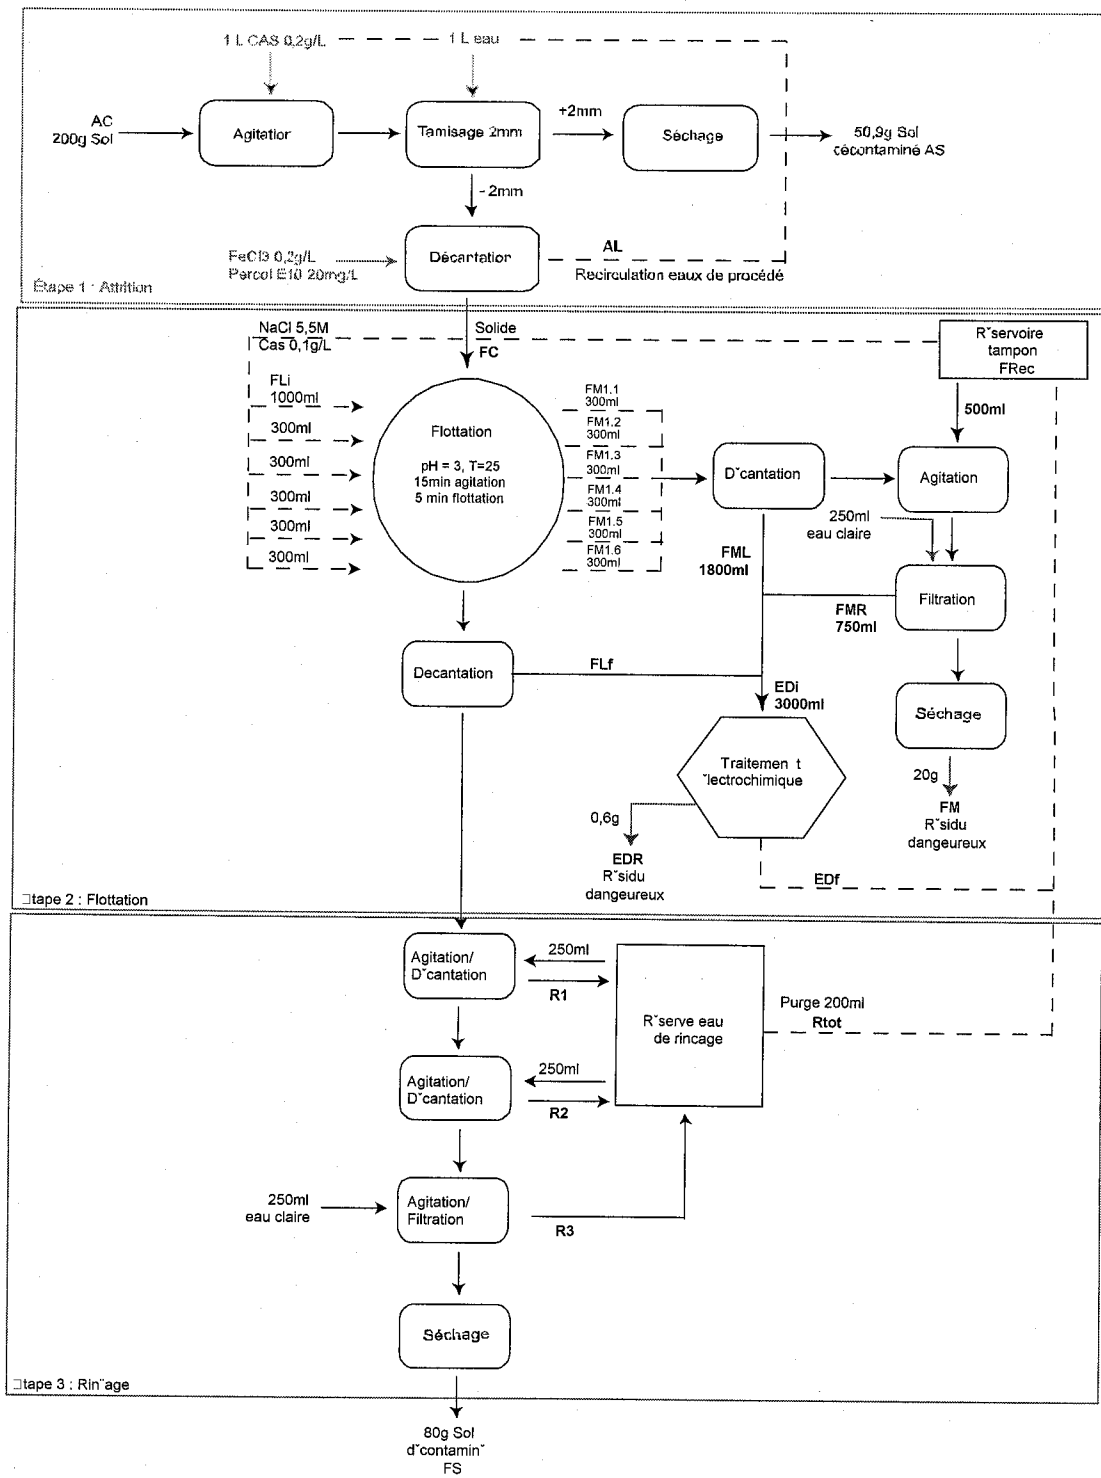 1 L CAS 0,2g/L
1 L eau
AC
200g Sol
Agitation
Tamisage 2mm
+2mm
Séchage
50,9g Sol
cécontaminé AS
- 2mm
FeCl3 0,2g/L
Percol E10 20mg/L
Décantation
AL
Recirculation eaux de procédé
Étape 1 : Attrition
NaCl 5,5M
Cas 0,1g/L
Solide
FC
R˘servoire
tampon
FRec
FLi
1000ml
300ml
300ml
300ml
300ml
300ml
Flottation
pH = 3, T=25
15min agitation
5 min flottation
FM1.1
300ml
FM1.2
300ml
FM1.3
300ml
FM1.4
300ml
FM1.5
300ml
FM1.6
300ml
500ml
D˘cantation
Agitation
250ml
eau claire
FML
1800ml
Filtration
FMR
750ml
Decantation
FLf
EDi
3000ml
Séchage
Traitemen t
˘lectrochimique
20g
FM
R˘sidu
dangeureux
0,6g
EDR
R˘sidu
dangeureux
EDf
□tape 2 : Flottation
Agitation/
D˘cantation
250ml
R1
R˘serve eau
de rincage
Purge 200ml
Rtot
Agitation/
D˘cantation
250ml
R2
250ml
eau claire
Agitation/
Filtration
R3
Séchage
□tape 3 : Rin¨age
80g Sol
d˘contamin˘
FS